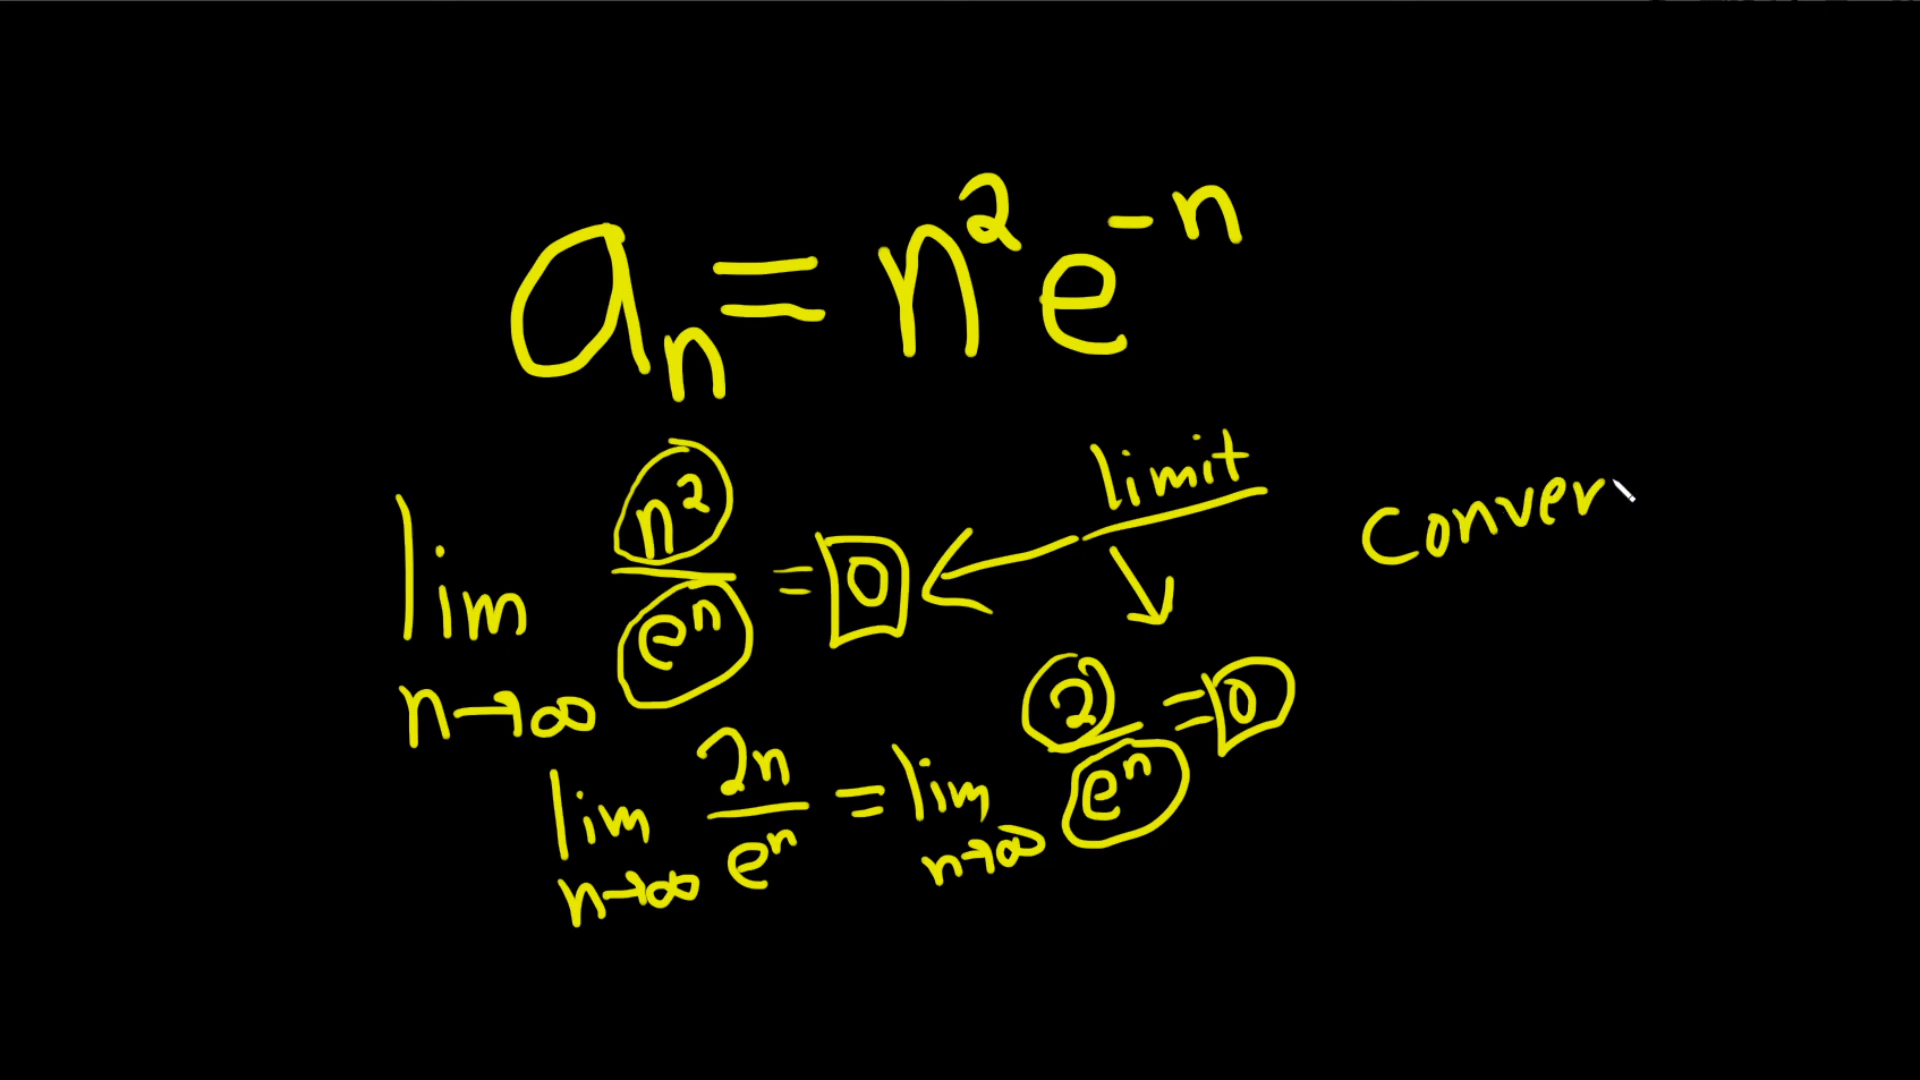 aₙ = n²e⁻ⁿ
lim n→∞ n²/eⁿ = 0
limit
Conver
lim n→∞ 2n/eⁿ = lim n→∞ 2/eⁿ = 0